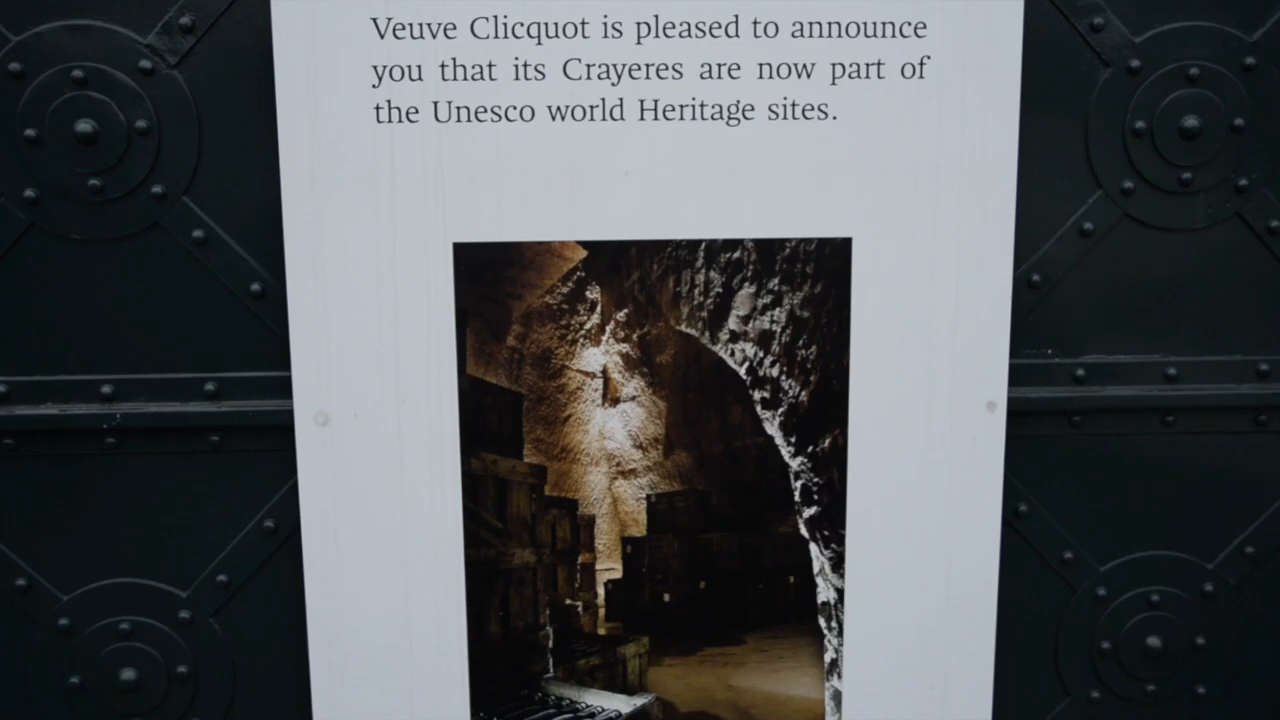 Veuve Clicquot is pleased to announce
you that its Crayeres are now part of
the Unesco world Heritage sites.